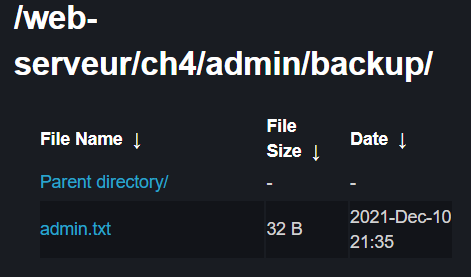 /web-
serveur/ch4/admin/backup/
File Name ↓ File Size ↓ Date ↓
Parent directory/ - -
admin.txt 32 B 2021-Dec-10 21:35